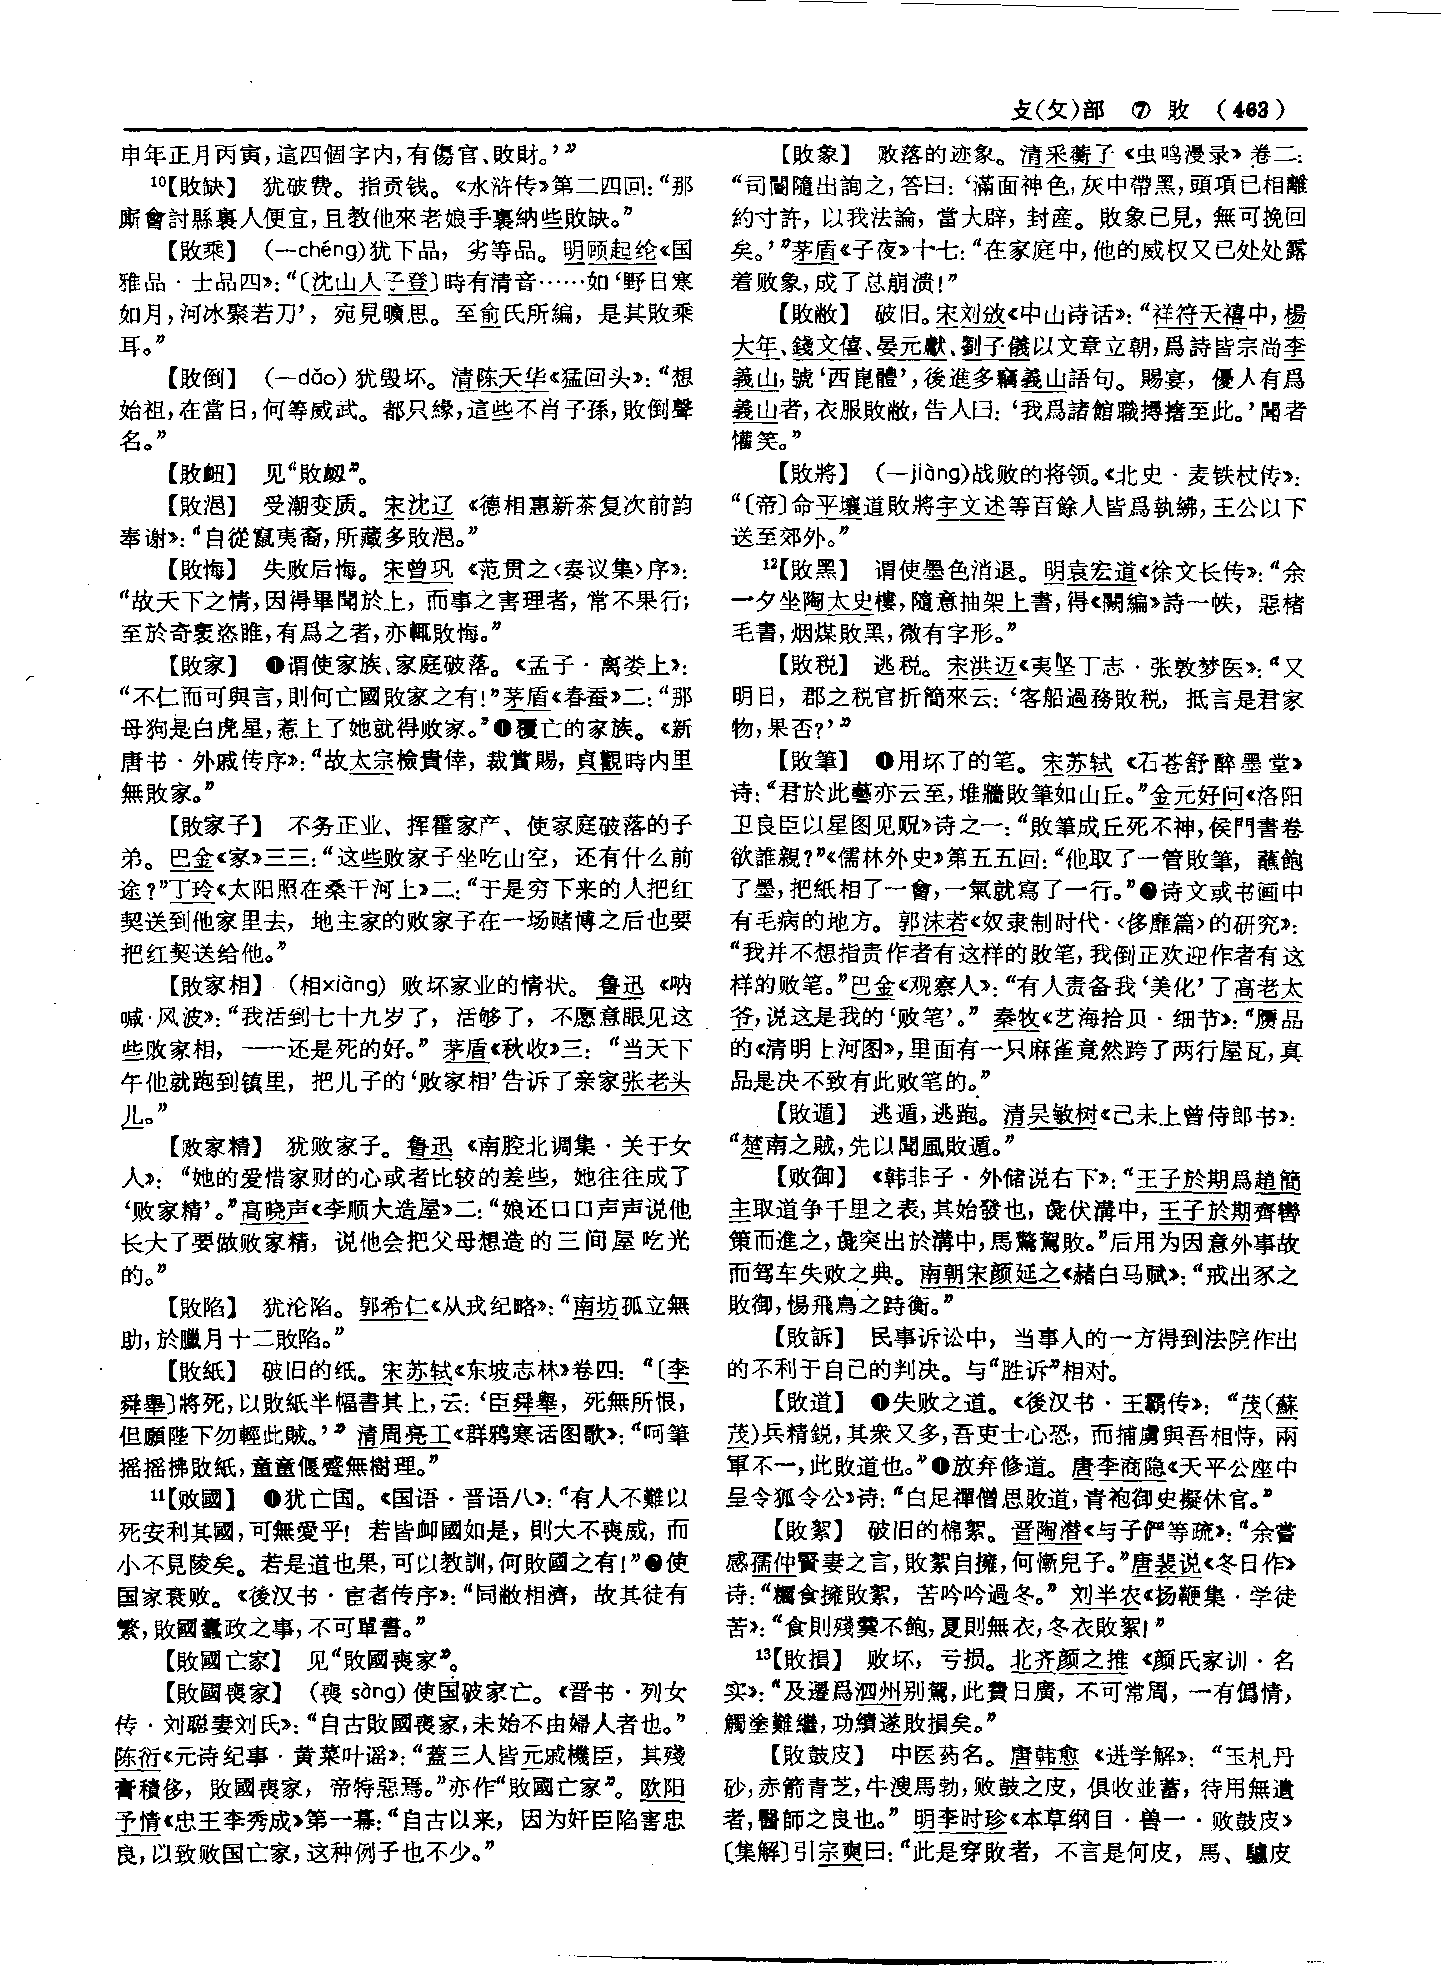 攴(攵)部 ⑦ 敗 (463)
申年正月丙寅，這四個字内，有傷官、敗財。’”
10【敗缺】 犹破费。指贡钱。《水浒传》第二四回：“那
廝會討縣裏人便宜，且教他來老娘手裏納些敗缺。”
【敗乘】 (—chéng)犹下品，劣等品。明顾起纶《国
雅品·士品四》：“〔沈山人子登〕時有清音……如‘野日寒
如月，河冰聚若刀’，宛見曠思。至俞氏所編，是其敗乘
耳。”
【敗倒】 (—dǎo) 犹毁坏。清陈天华《猛回头》：“想
始祖，在當日，何等威武。都只緣，這些不肖子孫，敗倒聲
名。”
【敗衄】 见“敗衂”。
【敗浥】 受潮变质。宋沈辽《德相惠新茶复次前韵
奉谢》：“自從竄夷裔，所藏多敗浥。”
【敗悔】 失败后悔。宋曾巩《范贯之〈奏议集〉序》：
“故天下之情，因得畢聞於上，而事之害理者，常不果行；
至於奇衺恣睢，有爲之者，亦輒敗悔。”
【敗家】 ❶谓使家族、家庭破落。《孟子·离娄上》：
“不仁而可與言，則何亡國敗家之有！”茅盾《春蚕》二：“那
母狗是白虎星，惹上了她就得败家。”❶覆亡的家族。《新
唐书·外戚传序》：“故太宗檢貴倖，裁賞賜，貞觀時内里
無敗家。”
【敗家子】 不务正业、挥霍家产、使家庭破落的子
弟。巴金《家》三三：“这些败家子坐吃山空，还有什么前
途？”丁玲《太阳照在桑干河上》二：“于是穷下来的人把红
契送到他家里去，地主家的败家子在一场赌博之后也要
把红契送给他。”
【敗家相】 (相xiàng) 败坏家业的情状。鲁迅《呐
喊·风波》：“我活到七十九岁了，活够了，不愿意眼见这
些败家相，——还是死的好。”茅盾《秋收》三：“当天下
午他就跑到镇里，把儿子的‘败家相’告诉了亲家张老头
儿。”
【敗家精】 犹败家子。鲁迅《南腔北调集·关于女
人》：“她的爱惜家财的心或者比较的差些，她往往成了
‘败家精’。”高晓声《李顺大造屋》二：“娘还口口声声说他
长大了要做败家精，说他会把父母想造的三间屋吃光
的。”
【敗陷】 犹沦陷。郭希仁《从戎纪略》：“南坊孤立無
助，於臘月十二敗陷。”
【敗紙】 破旧的纸。宋苏轼《东坡志林》卷四：“〔李
舜舉〕將死，以敗紙半幅書其上，云：‘臣舜舉，死無所恨，
但願陛下勿輕此賊。’”清周亮工《群鸦寒话图歌》：“呵筆
摇摇拂敗紙，童童偃蹇無樹理。”
11【敗國】 ❶犹亡国。《国语·晋语八》：“有人不難以
死安利其國，可無愛乎！若皆卹國如是，則大不喪威，而
小不見陵矣。若是道也果，可以教訓，何敗國之有！”❷使
国家衰败。《後汉书·宦者传序》：“同敝相濟，故其徒有
繁，敗國蠹政之事，不可單書。”
【敗國亡家】 见“敗國喪家”。
【敗國喪家】 (喪 sàng) 使国破家亡。《晋书·列女
传·刘聪妻刘氏》：“自古敗國喪家，未始不由婦人者也。”
陈衍《元诗纪事·黄菜叶谣》：“蓋三人皆元戚機臣，其殘
膏積侈，敗國喪家，帝特惡焉。”亦作“敗國亡家”。欧阳
予倩《忠王李秀成》第一幕：“自古以来，因为奸臣陷害忠
良，以致败国亡家，这种例子也不少。”
【敗象】 败落的迹象。清采蘅子《虫鸣漫录》卷二：
“司閽隨出詢之，答曰：‘滿面神色，灰中帶黑，頭項已相離
約寸許，以我法論，當大辟，封産。敗象已見，無可挽回
矣。’”茅盾《子夜》十七：“在家庭中，他的威权又已处处露
着败象，成了总崩溃！”
【敗敝】 破旧。宋刘攽《中山诗话》：“祥符天禧中，楊
大年、錢文僖、晏元獻、劉子儀以文章立朝，爲詩皆宗尚李
義山，號‘西崑體’，後進多竊義山語句。賜宴，優人有爲
義山者，衣服敗敝，告人曰：‘我爲諸館職撏撦至此。’聞者
懽笑。”
【敗將】 (—jiàng)战败的将领。《北史·麦铁杖传》：
“〔帝〕命平壤道敗將宇文述等百餘人皆爲執紼，王公以下
送至郊外。”
12【敗黑】 谓使墨色消退。明袁宏道《徐文长传》：“余
一夕坐陶太史樓，隨意抽架上書，得《闕編》詩一帙，惡楮
毛書，烟煤敗黑，微有字形。”
【敗税】 逃税。宋洪迈《夷坚丁志·张敦梦医》：“又
明日，郡之税官折簡來云：‘客船過務敗税，抵言是君家
物，果否？’”
【敗筆】 ❶用坏了的笔。宋苏轼《石苍舒醉墨堂》
诗：“君於此藝亦云至，堆牆敗筆如山丘。”金元好问《洛阳
卫良臣以星图见贶》诗之一：“敗筆成丘死不神，侯門書卷
欲誰親？”《儒林外史》第五五回：“他取了一管敗筆，蘸飽
了墨，把紙相了一會，一氣就寫了一行。”❷诗文或书画中
有毛病的地方。郭沫若《奴隶制时代·〈侈靡篇〉的研究》：
“我并不想指责作者有这样的败笔，我倒正欢迎作者有这
样的败笔。”巴金《观察人》：“有人责备我‘美化’了高老太
爷，说这是我的‘败笔’。”秦牧《艺海拾贝·细节》：“赝品
的《清明上河图》，里面有一只麻雀竟然跨了两行屋瓦，真
品是决不致有此败笔的。”
【敗遁】 逃遁，逃跑。清吴敏树《己未上曾侍郎书》：
“楚南之賊，先以聞風敗遁。”
【败御】 《韩非子·外储说右下》：“王子於期爲趙簡
主取道争千里之表，其始發也，彘伏溝中，王子於期齊轡
策而進之，彘突出於溝中，馬驚駕敗。”后用为因意外事故
而驾车失败之典。南朝宋颜延之《赭白马赋》：“戒出豕之
敗御，惕飛鳥之跱衡。”
【敗訴】 民事诉讼中，当事人的一方得到法院作出
的不利于自己的判决。与“胜诉”相对。
【敗道】 ❶失败之道。《後汉书·王霸传》：“茂(蘇
茂)兵精鋭，其衆又多，吾吏士心恐，而捕虜與吾相恃，兩
軍不一，此敗道也。”❶放弃修道。唐李商隐《天平公座中
呈令狐令公》诗：“白足禪僧思敗道，青袍御史擬休官。”
【敗絮】 破旧的棉絮。晋陶潜《与子俨等疏》：“余嘗
感孺仲賢妻之言，敗絮自擁，何慚兒子。”唐裴说《冬日作》
诗：“糲食擁敗絮，苦吟吟過冬。”刘半农《扬鞭集·学徒
苦》：“食則殘羹不飽，夏則無衣，冬衣敗絮！”
13【敗損】 败坏，亏损。北齐颜之推《颜氏家训·名
实》：“及遷爲泗州别駕，此費日廣，不可常周，一有僞情，
觸塗難繼，功績遂敗損矣。”
【敗鼓皮】 中医药名。唐韩愈《进学解》：“玉札丹
砂，赤箭青芝，牛溲馬勃，敗鼓之皮，俱收並蓄，待用無遺
者，醫師之良也。”明李时珍《本草纲目·兽一·败鼓皮》
〔集解〕引宗奭曰：“此是穿敗者，不言是何皮，馬、驢皮